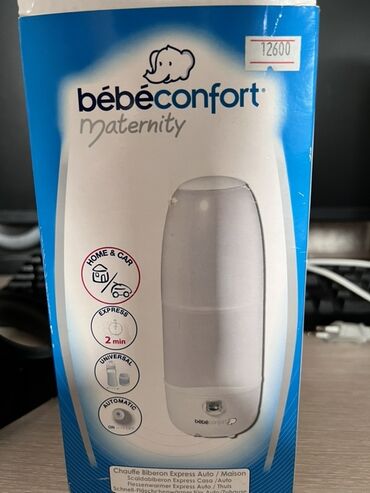 12600
bébéconfort
maternity
HOME & CAR
EXPRESS
2 min
UNIVERSAL
AUTOMATIC
bébéconfort
Chauffe Biberon Express Auto / Maison
Scaldabiberon Express Casa /Auto
Flessenwarmer Express Auto / Thuis